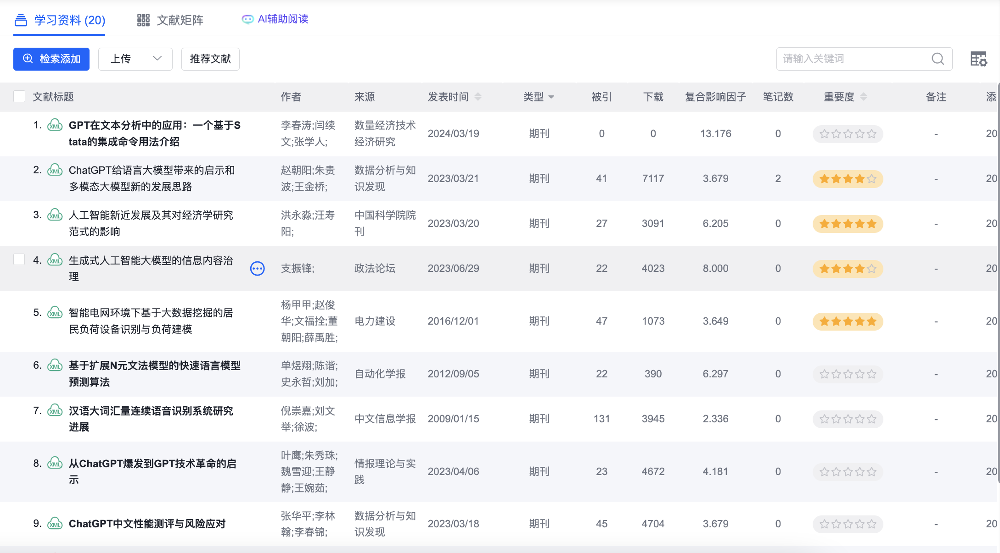 学习资料 (20)
文献矩阵
AI辅助阅读
检索添加
上传
推荐文献
请输入关键词
文献标题
作者
来源
发表时间
类型
被引
下载
复合影响因子
笔记数
重要度
备注
添
1.
XML
GPT在文本分析中的应用：一个基于S
tata的集成命令用法介绍
李春涛;闫续
文;张学人;
数量经济技术
经济研究
2024/03/19
期刊
0
0
13.176
0
-
20
2.
XML
ChatGPT给语言大模型带来的启示和
多模态大模型新的发展思路
赵朝阳;朱贵
波;王金桥;
数据分析与知
识发现
2023/03/21
期刊
41
7117
3.679
2
-
20
3.
XML
人工智能新近发展及其对经济学研究
范式的影响
洪永淼;汪寿
阳;
中国科学院院
刊
2023/03/20
期刊
27
3091
6.205
0
-
20
4.
XML
生成式人工智能大模型的信息内容治
理
支振锋;
政法论坛
2023/06/29
期刊
22
4023
8.000
0
-
20
5.
XML
智能电网环境下基于大数据挖掘的居
民负荷设备识别与负荷建模
杨甲甲;赵俊
华;文福拴;董
朝阳;薛禹胜;
电力建设
2016/12/01
期刊
47
1073
3.649
0
-
20
6.
XML
基于扩展N元文法模型的快速语言模型
预测算法
单煜翔;陈谐;
史永哲;刘加;
自动化学报
2012/09/05
期刊
22
390
6.297
0
-
20
7.
XML
汉语大词汇量连续语音识别系统研究
进展
倪崇嘉;刘文
举;徐波;
中文信息学报
2009/01/15
期刊
131
3945
2.336
0
-
20
8.
XML
从ChatGPT爆发到GPT技术革命的启
示
叶鹰;朱秀珠;
魏雪迎;王静
静;王婉茹;
情报理论与实
践
2023/04/06
期刊
23
4672
4.181
0
-
20
9.
XML
ChatGPT中文性能测评与风险应对
张华平;李林
翰;李春锦;
数据分析与知
识发现
2023/03/18
期刊
45
4704
3.679
0
-
20